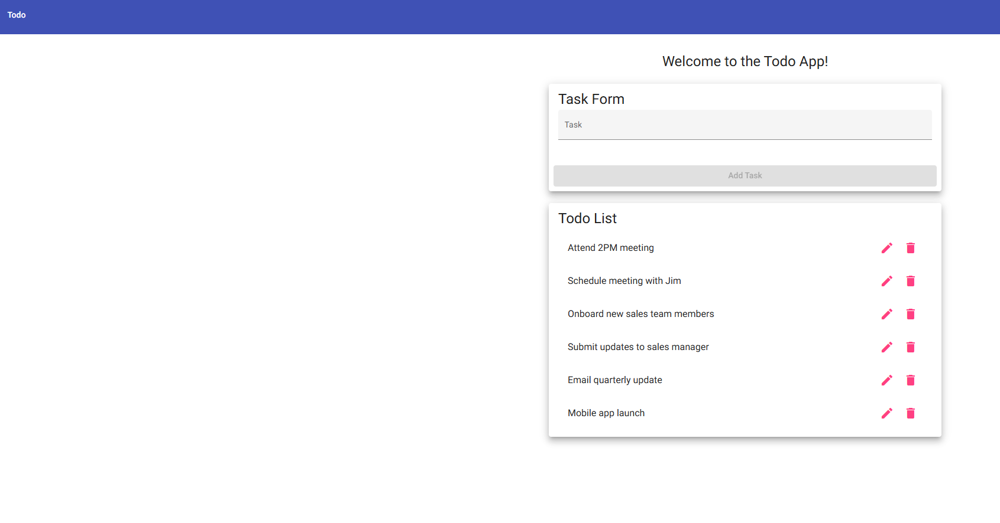 Todo
Welcome to the Todo App!
Task Form
Task
Add Task
Todo List
Attend 2PM meeting
Schedule meeting with Jim
Onboard new sales team members
Submit updates to sales manager
Email quarterly update
Mobile app launch